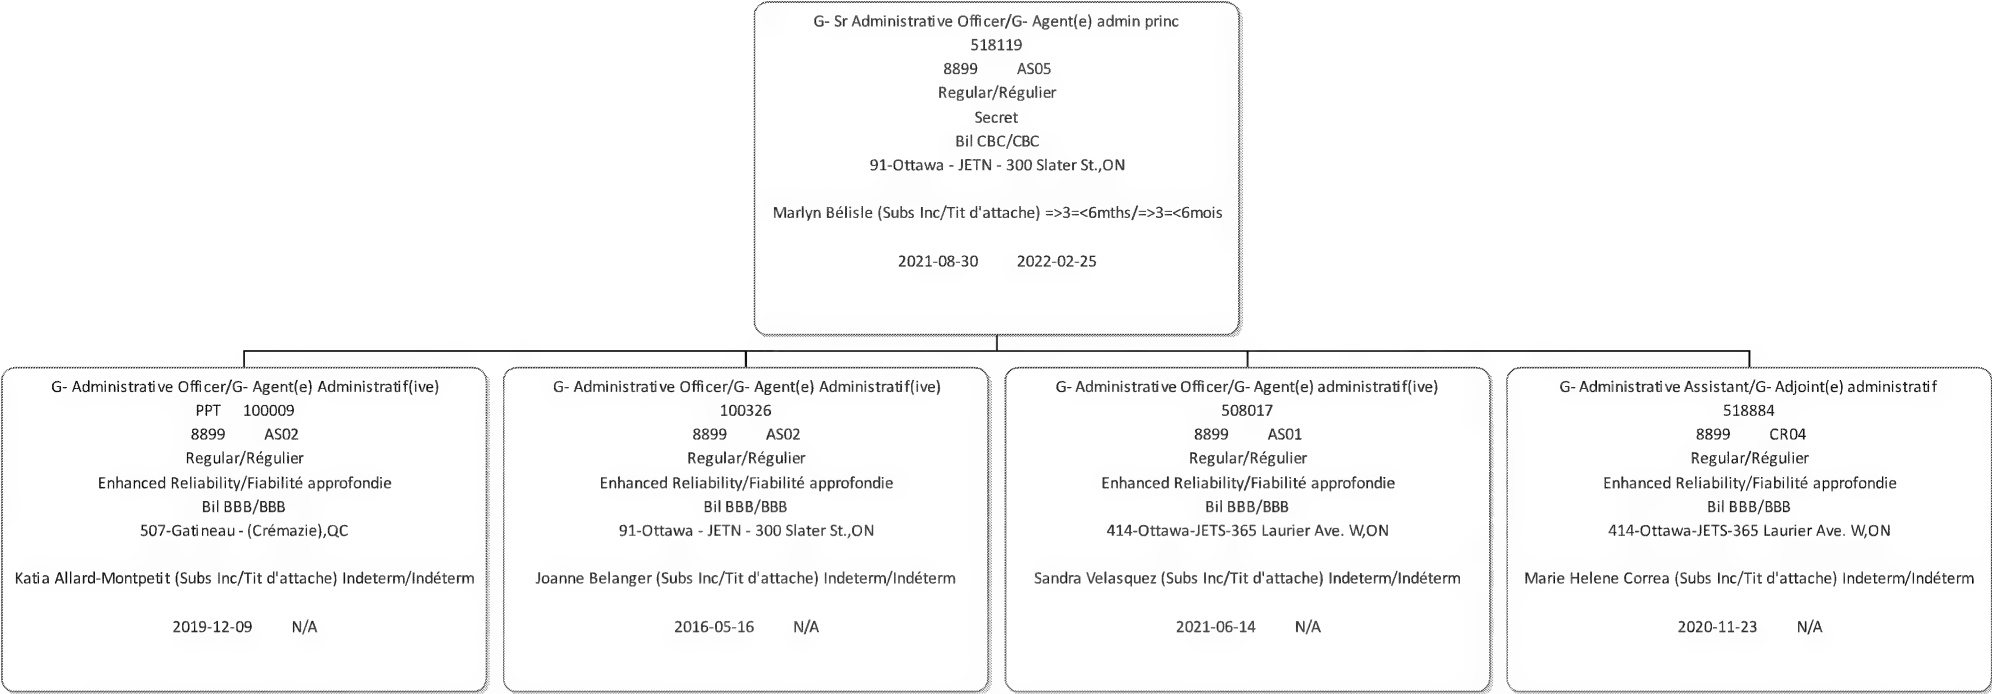 G- Sr Administrative Officer/G- Agent(e) admin princ
518119
8899 AS05
Regular/Régulier
Secret
Bil CBC/CBC
91-Ottawa - JETN - 300 Slater St.,ON
Marlyn Bélisle (Subs Inc/Tit d'attache) =>3=<6mths/=>3=<6mois
2021-08-30 2022-02-25
G- Administrative Officer/G- Agent(e) Administratif(ive)
PPT 100009
8899 AS02
Regular/Régulier
Enhanced Reliability/Fiabilité approfondie
Bil BBB/BBB
507-Gatineau - (Crémazie),QC
Katia Allard-Montpetit (Subs Inc/Tit d'attache) Indeterm/Indéterm
2019-12-09 N/A
G- Administrative Officer/G- Agent(e) Administratif(ive)
100326
8899 AS02
Regular/Régulier
Enhanced Reliability/Fiabilité approfondie
Bil BBB/BBB
91-Ottawa - JETN - 300 Slater St.,ON
Joanne Belanger (Subs Inc/Tit d'attache) Indeterm/Indéterm
2016-05-16 N/A
G- Administrative Officer/G- Agent(e) administratif(ive)
508017
8899 AS01
Regular/Régulier
Enhanced Reliability/Fiabilité approfondie
Bil BBB/BBB
414-Ottawa-JETS-365 Laurier Ave. W,ON
Sandra Velasquez (Subs Inc/Tit d'attache) Indeterm/Indéterm
2021-06-14 N/A
G- Administrative Assistant/G- Adjoint(e) administratif
518884
8899 CR04
Regular/Régulier
Enhanced Reliability/Fiabilité approfondie
Bil BBB/BBB
414-Ottawa-JETS-365 Laurier Ave. W,ON
Marie Helene Correa (Subs Inc/Tit d'attache) Indeterm/Indéterm
2020-11-23 N/A